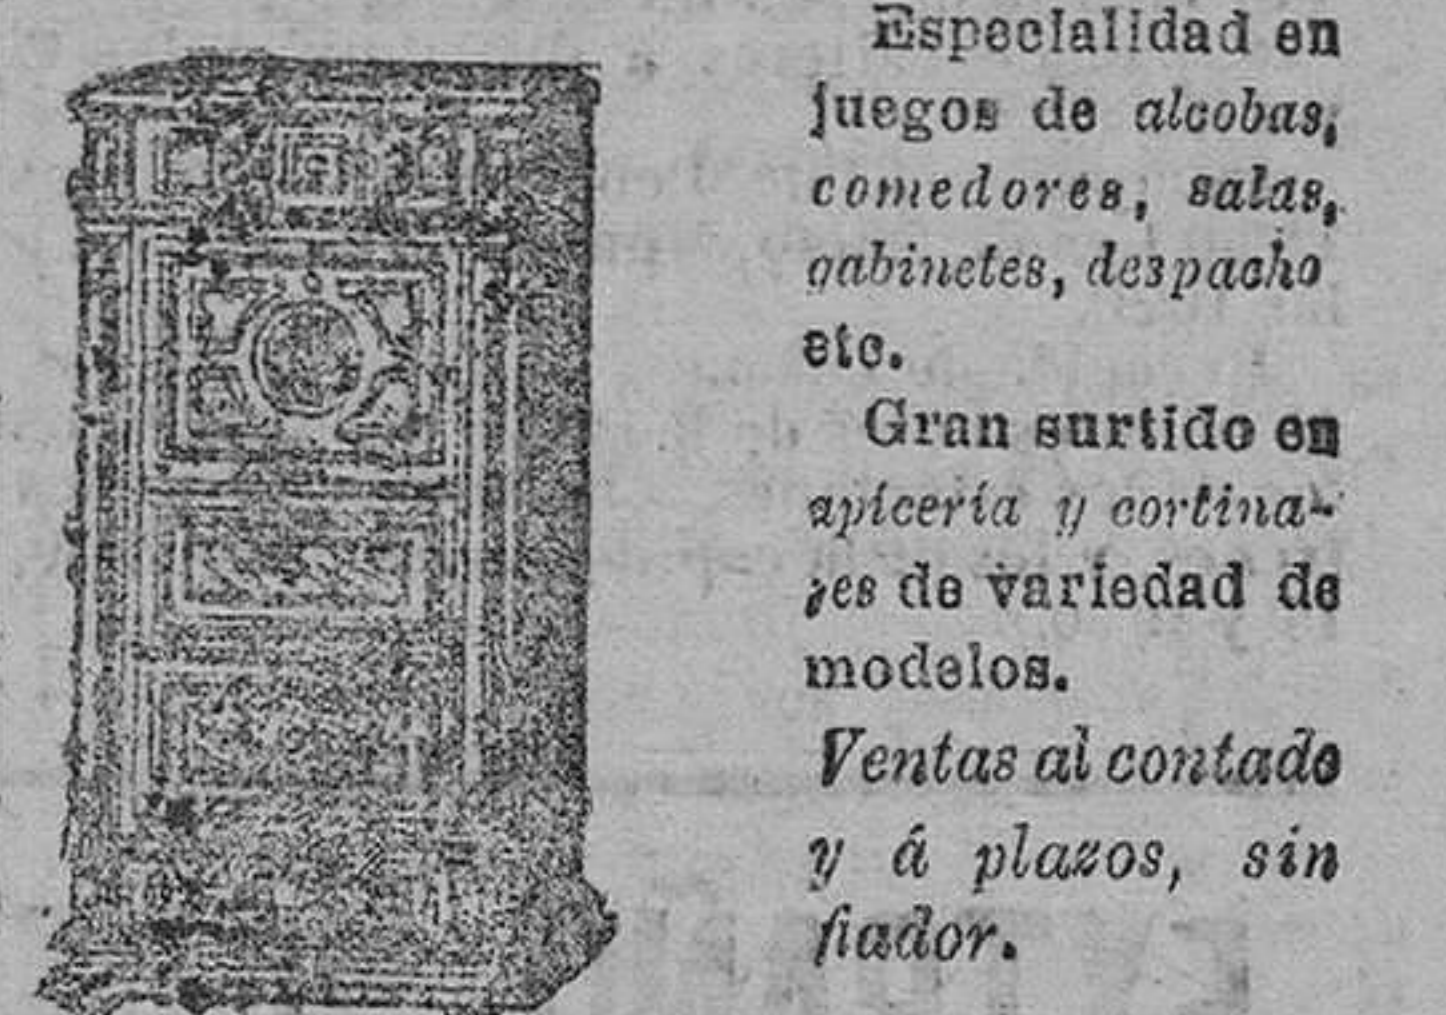 Especialidad en
juegos de alcobas,
comedores, salas,
gabinetes, despacho
etc.
Gran surtido en
apicería y cortina-
jes de variedad de
modelos.
Ventas al contado
y á plazos, sin
fiador.